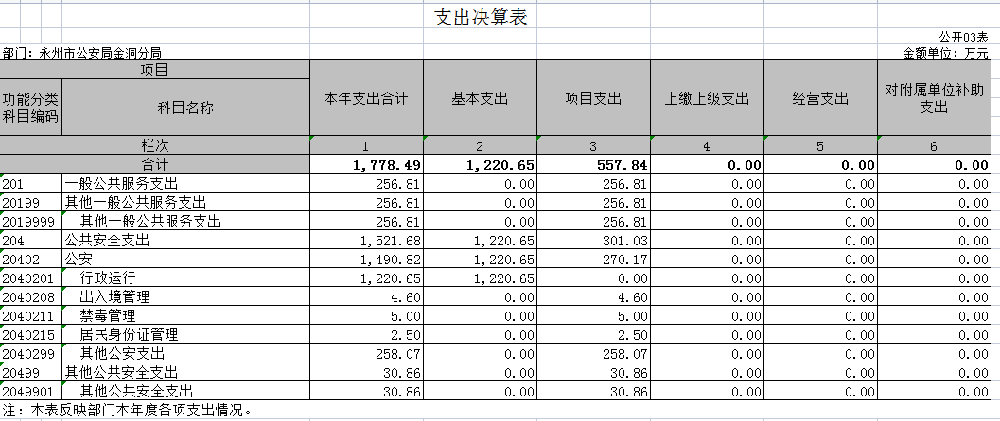 支出决算表
公开03表
部门：永州市公安局金洞分局 金额单位：万元
项目 本年支出合计 基本支出 项目支出 上缴上级支出 经营支出 对附属单位补助支出
功能分类科目编码 科目名称
栏次 1 2 3 4 5 6
合计 1,778.49 1,220.65 557.84 0.00 0.00 0.00
201 一般公共服务支出 256.81 0.00 256.81 0.00 0.00 0.00
20199 其他一般公共服务支出 256.81 0.00 256.81 0.00 0.00 0.00
2019999 其他一般公共服务支出 256.81 0.00 256.81 0.00 0.00 0.00
204 公共安全支出 1,521.68 1,220.65 301.03 0.00 0.00 0.00
20402 公安 1,490.82 1,220.65 270.17 0.00 0.00 0.00
2040201 行政运行 1,220.65 1,220.65 0.00 0.00 0.00 0.00
2040208 出入境管理 4.60 0.00 4.60 0.00 0.00 0.00
2040211 禁毒管理 5.00 0.00 5.00 0.00 0.00 0.00
2040215 居民身份证管理 2.50 0.00 2.50 0.00 0.00 0.00
2040299 其他公安支出 258.07 0.00 258.07 0.00 0.00 0.00
20499 其他公共安全支出 30.86 0.00 30.86 0.00 0.00 0.00
2049901 其他公共安全支出 30.86 0.00 30.86 0.00 0.00 0.00
注：本表反映部门本年度各项支出情况。